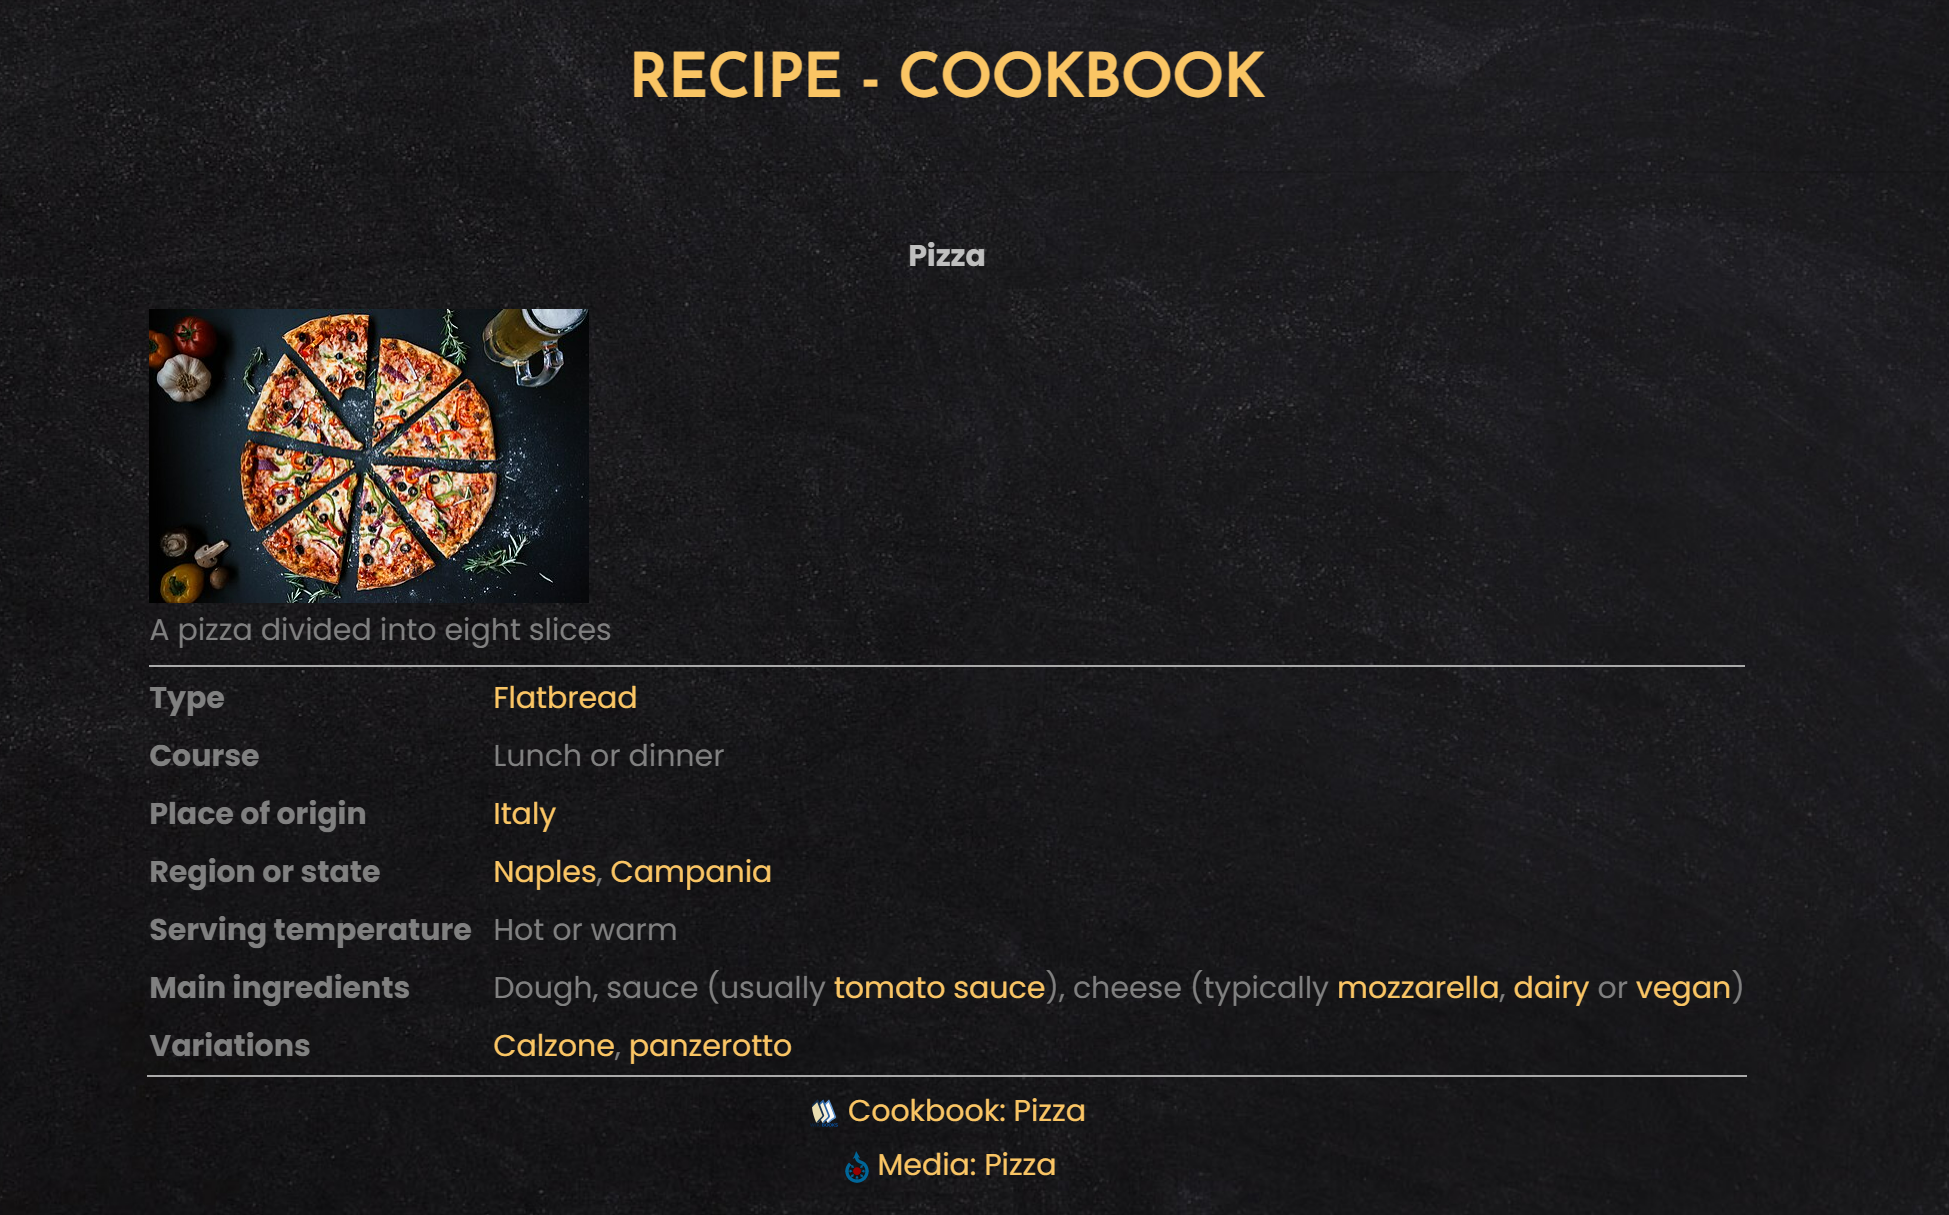 RECIPE - COOKBOOK
Pizza
A pizza divided into eight slices
Type Flatbread
Course Lunch or dinner
Place of origin Italy
Region or state Naples, Campania
Serving temperature Hot or warm
Main ingredients Dough, sauce (usually tomato sauce), cheese (typically mozzarella, dairy or vegan)
Variations Calzone, panzerotto
Cookbook: Pizza
Media: Pizza